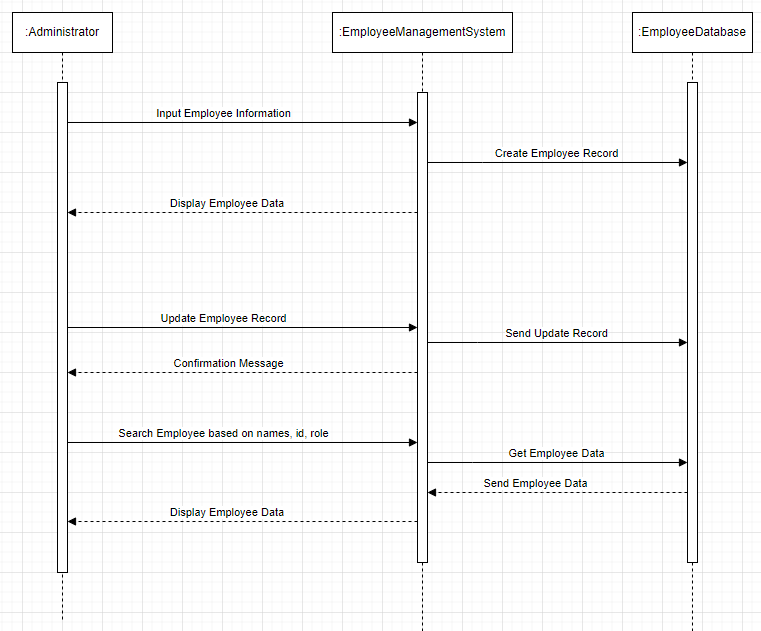 :Administrator
:EmployeeManagementSystem
:EmployeeDatabase
Input Employee Information
Create Employee Record
Display Employee Data
Update Employee Record
Send Update Record
Confirmation Message
Search Employee based on names, id, role
Get Employee Data
Send Employee Data
Display Employee Data